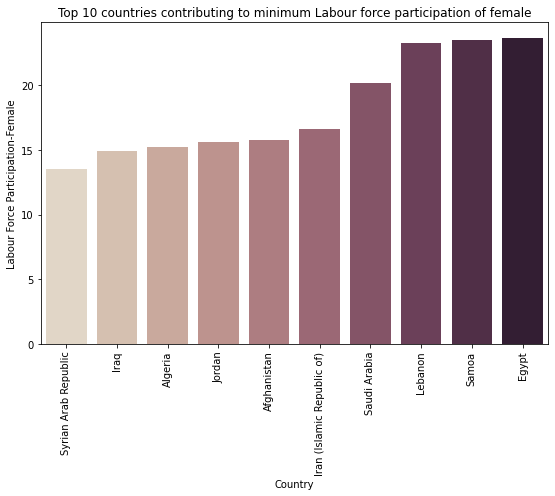 Top 10 countries contributing to minimum Labour force participation of female
Labour Force Participation-Female
20
15
10
5
0
Syrian Arab Republic
Iraq
Algeria
Jordan
Afghanistan
Iran (Islamic Republic of)
Saudi Arabia
Lebanon
Samoa
Egypt
Country